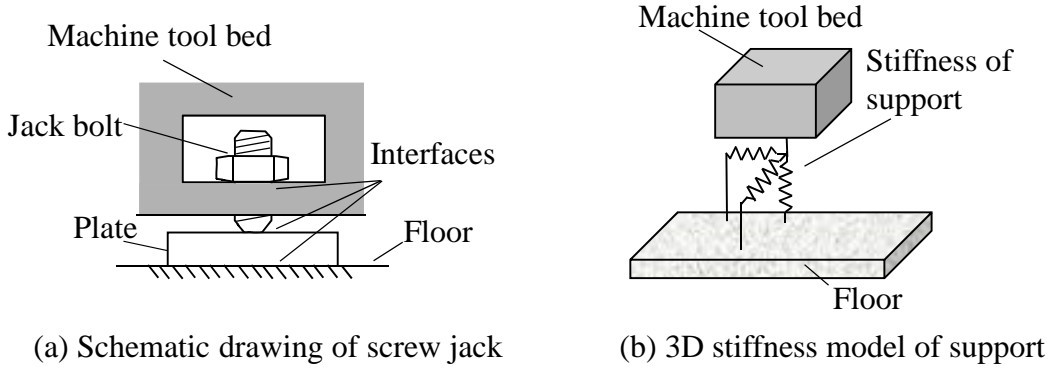 Machine tool bed
Jack bolt
Interfaces
Plate
Floor
(a) Schematic drawing of screw jack
Machine tool bed
Stiffness of
support
Floor
(b) 3D stiffness model of support